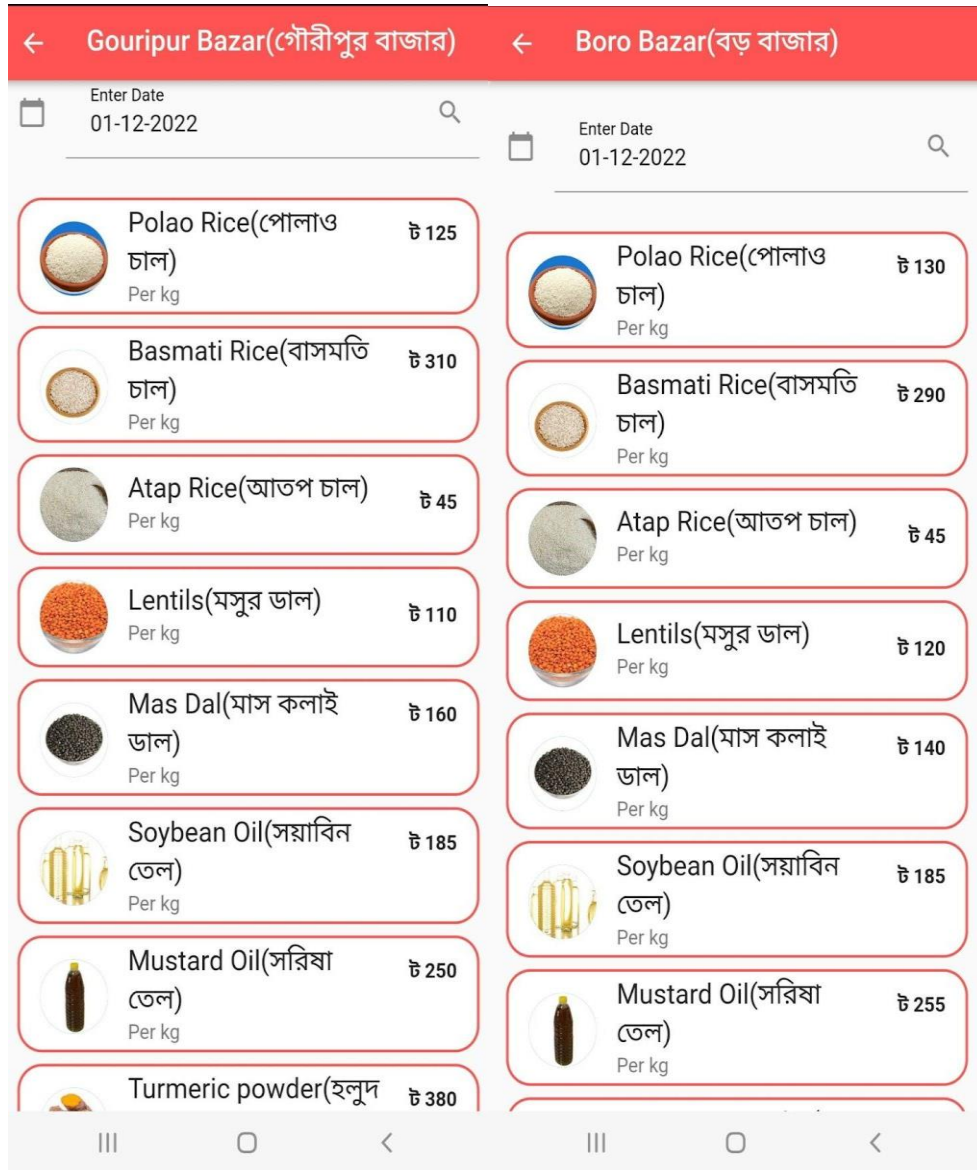 Gouripur Bazar(গৌরীপুর বাজার)
Enter Date
01-12-2022
Polao Rice(পোলাও
চাল)
ট 125
Per kg
Basmati Rice(বাসমতি
চাল)
ট 310
Per kg
Atap Rice(আতপ চাল)
ট 45
Per kg
Lentils(মসুর ডাল)
ট 110
Per kg
Mas Dal(মাস কলাই
ডাল)
ট 160
Per kg
Soybean Oil(সয়াবিন
তেল)
ট 185
Per kg
Mustard Oil(সরিষা
তেল)
ট 250
Per kg
Turmeric powder(হলুদ
ট 380
Boro Bazar(বড় বাজার)
Enter Date
01-12-2022
Polao Rice(পোলাও
চাল)
ট 130
Per kg
Basmati Rice(বাসমতি
চাল)
ট 290
Per kg
Atap Rice(আতপ চাল)
ট 45
Per kg
Lentils(মসুর ডাল)
ট 120
Per kg
Mas Dal(মাস কলাই
ডাল)
ট 140
Per kg
Soybean Oil(সয়াবিন
তেল)
ট 185
Per kg
Mustard Oil(সরিষা
তেল)
ট 255
Per kg